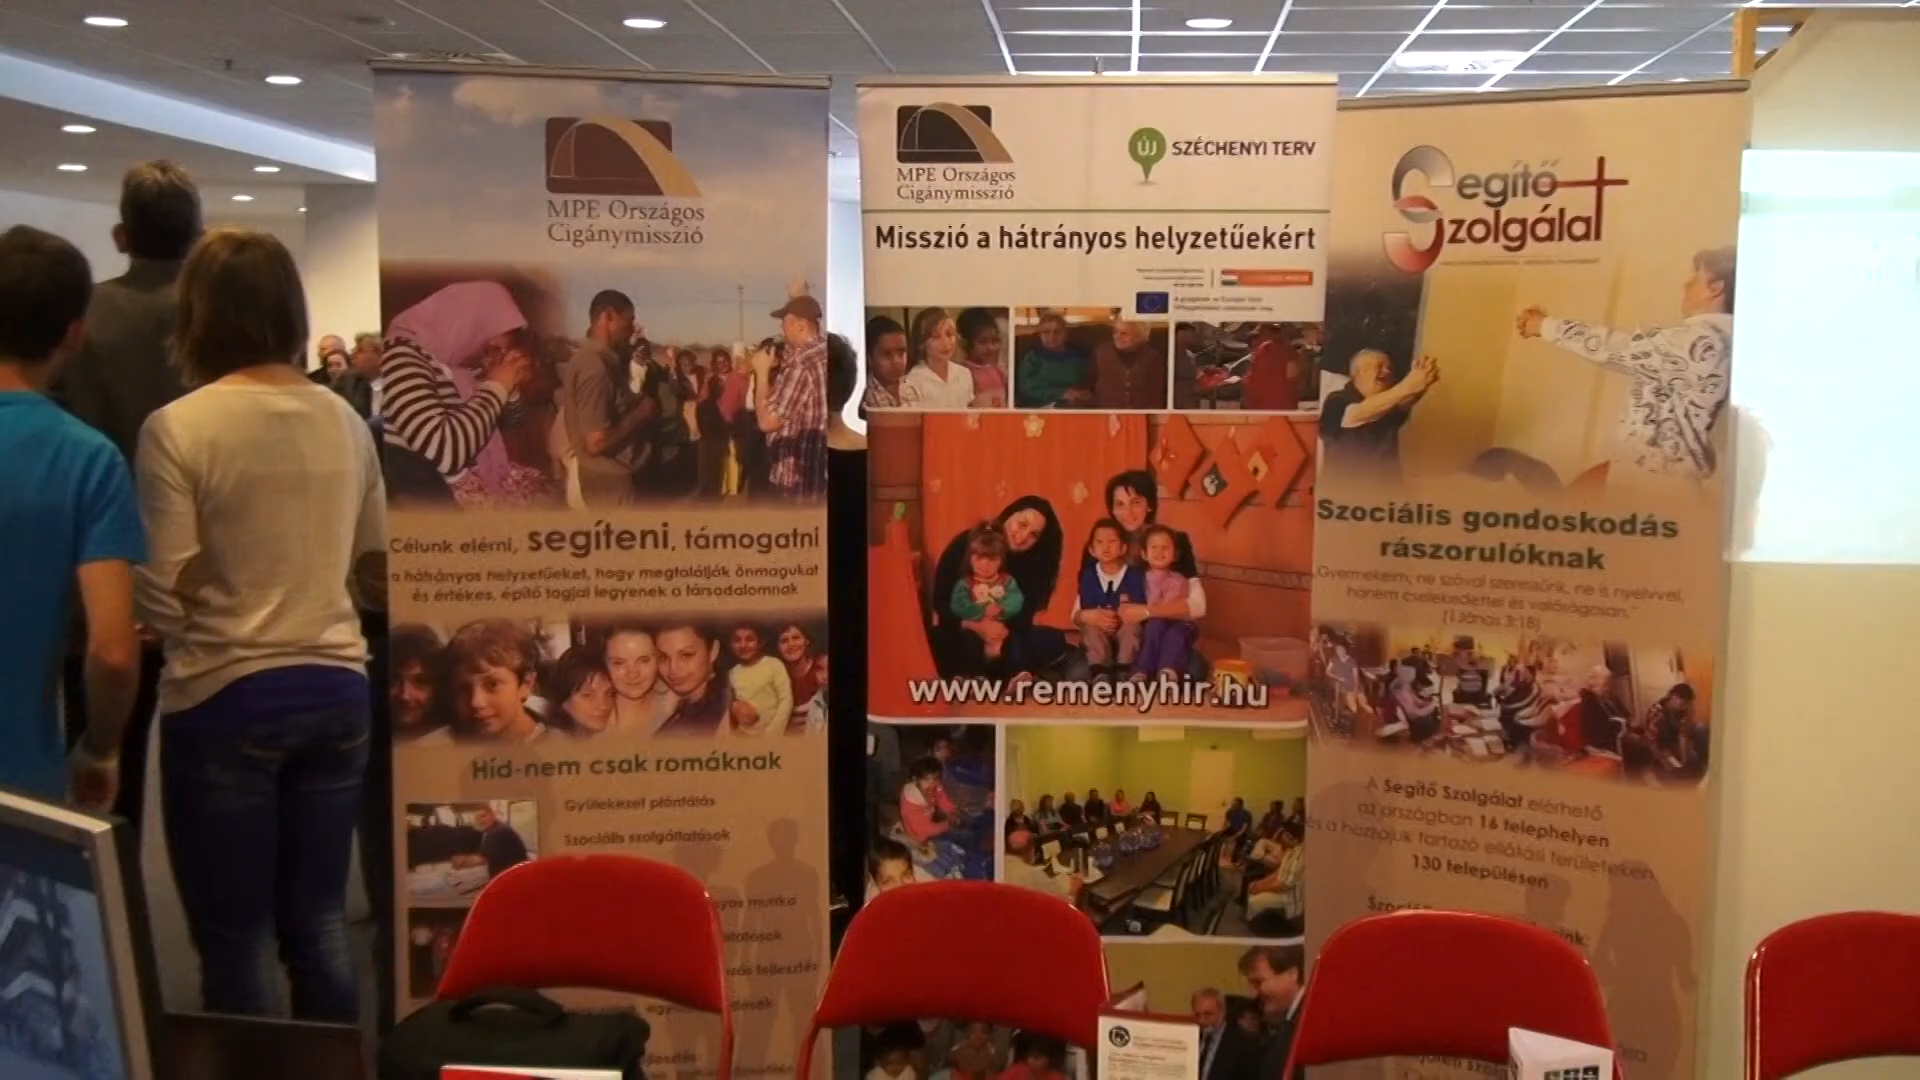 MPE Országos
Cigánymisszió
Célunk elérni, segíteni, támogatni
a hátrányos helyzetűeket, hogy megtalálják önmagukat
és értékes, építő tagjai legyenek a társadalomnak
Híd-nem csak romáknak
Gyülekezet plántálás
Szociális szolgáltatások
munka
fejlesztés
MPE Országos
Cigánymisszió
ÚJ SZÉCHENYI TERV
Misszió a hátrányos helyzetűekért
www.remenyhir.hu
Segítő
Szolgálat
Szociális gondoskodás
rászorulóknak
Gyermekeim, ne szóval szeressünk, ne is nyelvvel,
hanem cselekedettel és valóságosan."
(I János 3:18)
A Segítő Szolgálat elérhető
az országban 16 telephelyen
és a hozzájuk tartozó ellátási területeken
130 településen